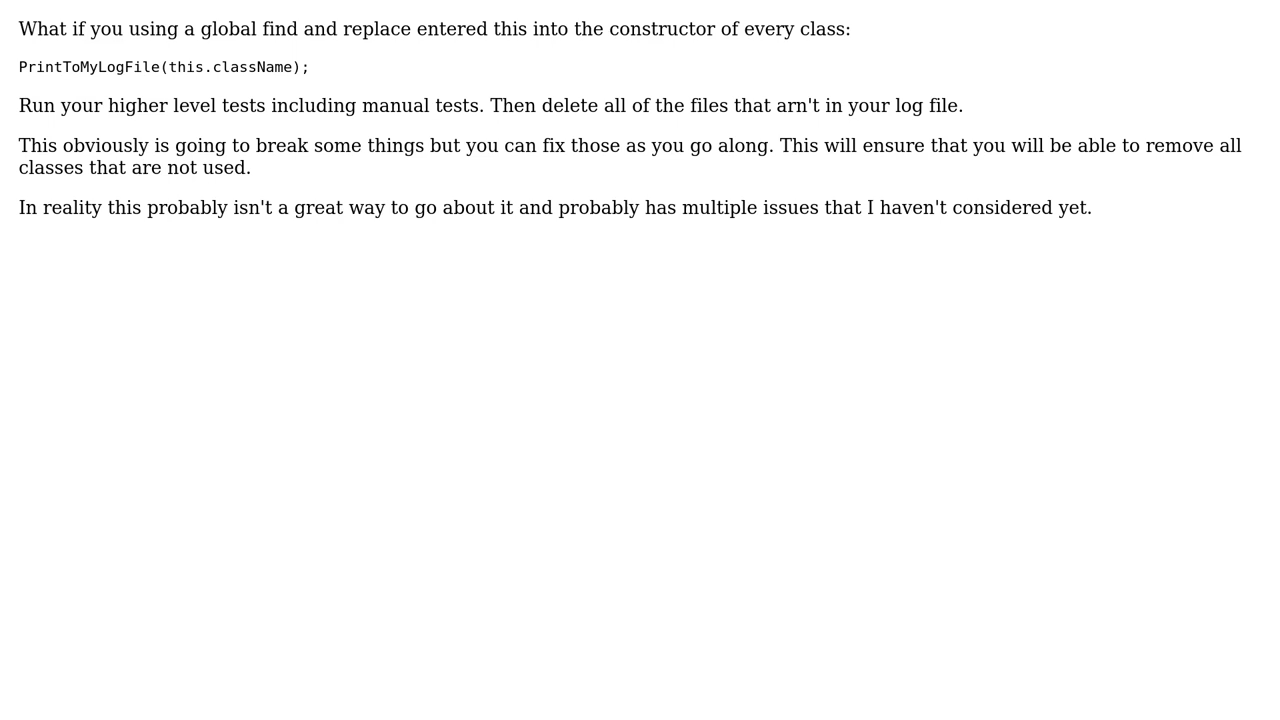 What if you using a global find and replace entered this into the constructor of every class:
PrintToMyLogFile(this.className);
Run your higher level tests including manual tests. Then delete all of the files that arn't in your log file.
This obviously is going to break some things but you can fix those as you go along. This will ensure that you will be able to remove all
classes that are not used.
In reality this probably isn't a great way to go about it and probably has multiple issues that I haven't considered yet.